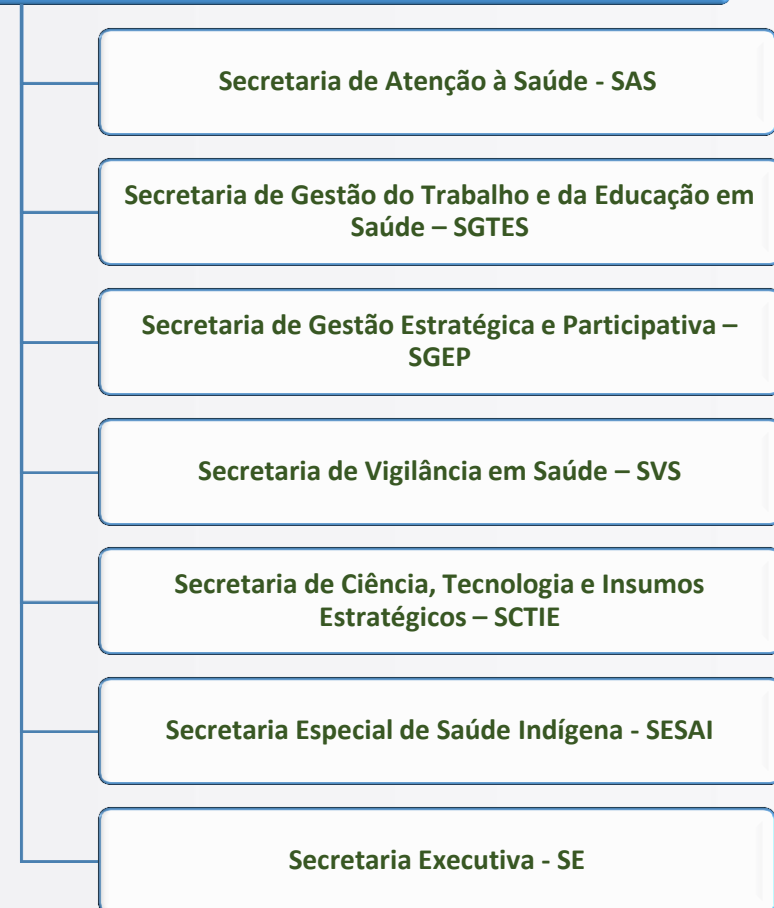 Secretaria de Atenção à Saúde - SAS
Secretaria de Gestão do Trabalho e da Educação em
Saúde – SGTES
Secretaria de Gestão Estratégica e Participativa –
SGEP
Secretaria de Vigilância em Saúde – SVS
Secretaria de Ciência, Tecnologia e Insumos
Estratégicos – SCTIE
Secretaria Especial de Saúde Indígena - SESAI
Secretaria Executiva - SE